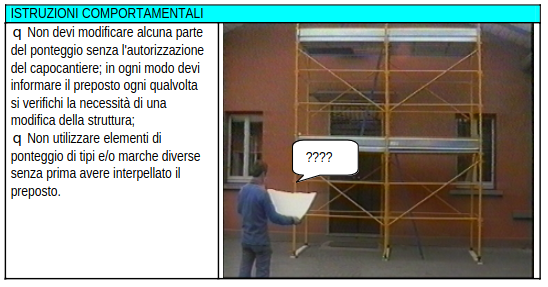 ISTRUZIONI COMPORTAMENTALI
q Non devi modificare alcuna parte
del ponteggio senza l'autorizzazione
del capocantiere; in ogni modo devi
informare il preposto ogni qualvolta
si verifichi la necessità di una
modifica della struttura;
q Non utilizzare elementi di
ponteggio di tipi e/o marche diverse
senza prima avere interpellato il
preposto.
????